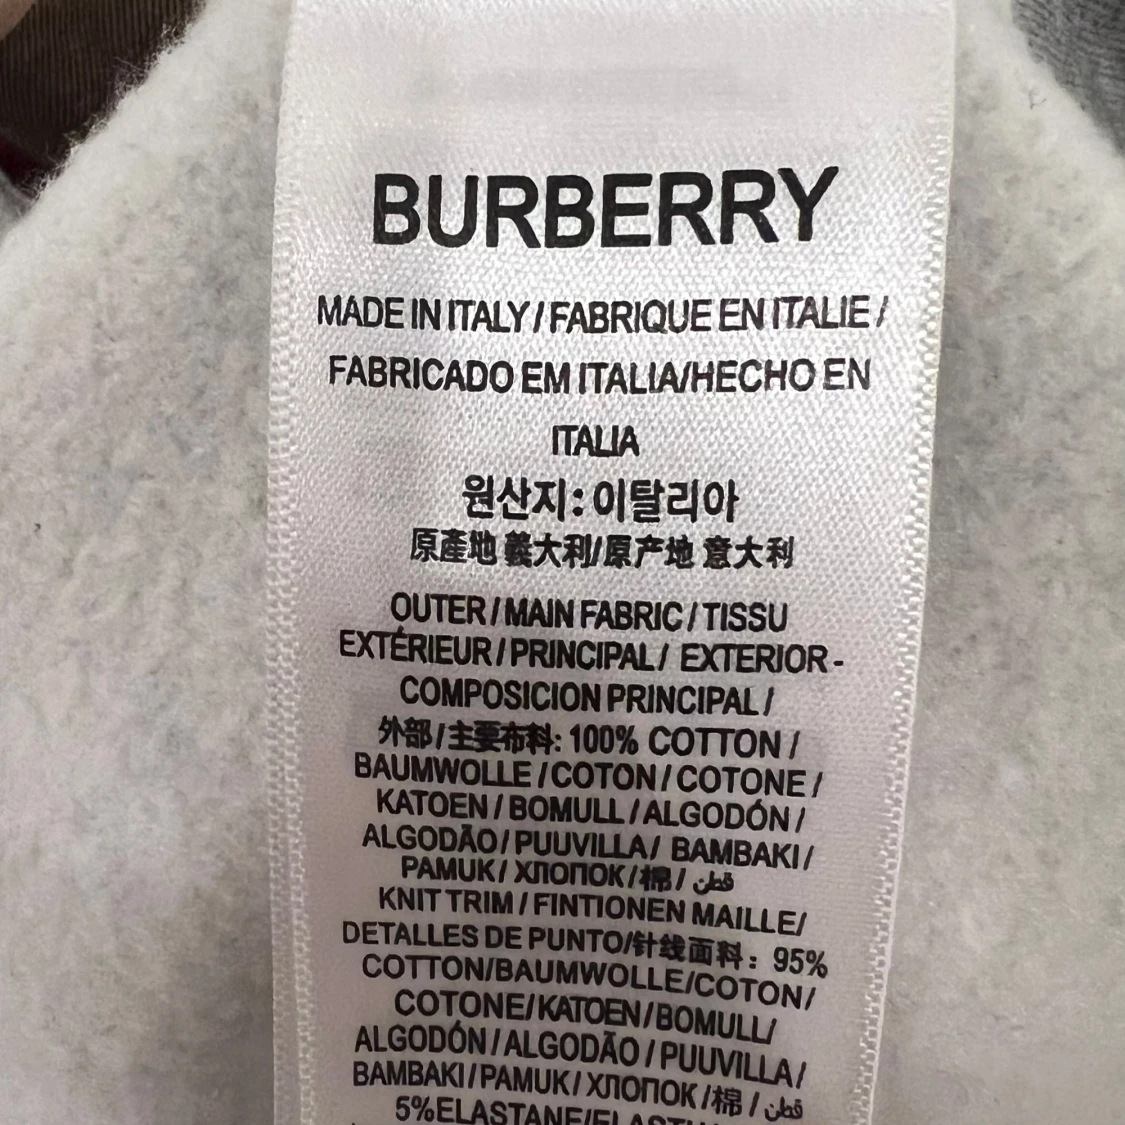 BURBERRY
MADE IN ITALY / FABRIQUE EN ITALIE /
FABRICADO EM ITALIA/HECHO EN
ITALIA
원산지: 이탈리아
原產地 義大利/原产地 意大利
OUTER / MAIN FABRIC / TISSU
EXTÉRIEUR / PRINCIPAL / EXTERIOR -
COMPOSICION PRINCIPAL /
外部 / 主要布料: 100% COTTON /
BAUMWOLLE / COTON / COTONE /
KATOEN / BOMULL / ALGODÓN /
ALGODÃO / PUUVILLA / BAMBAKI /
PAMUK / ХЛОПОК / 棉 / قطن
KNIT TRIM / FINTIONEN MAILLE/
DETALLES DE PUNTO/针线面料: 95%
COTTON/BAUMWOLLE/COTON/
COTONE/KATOEN/BOMULL/
ALGODÓN / ALGODÃO / PUUVILLA/
BAMBAKI / PAMUK / ХЛОПОК / 棉 / قطن
5% ELASTANE/